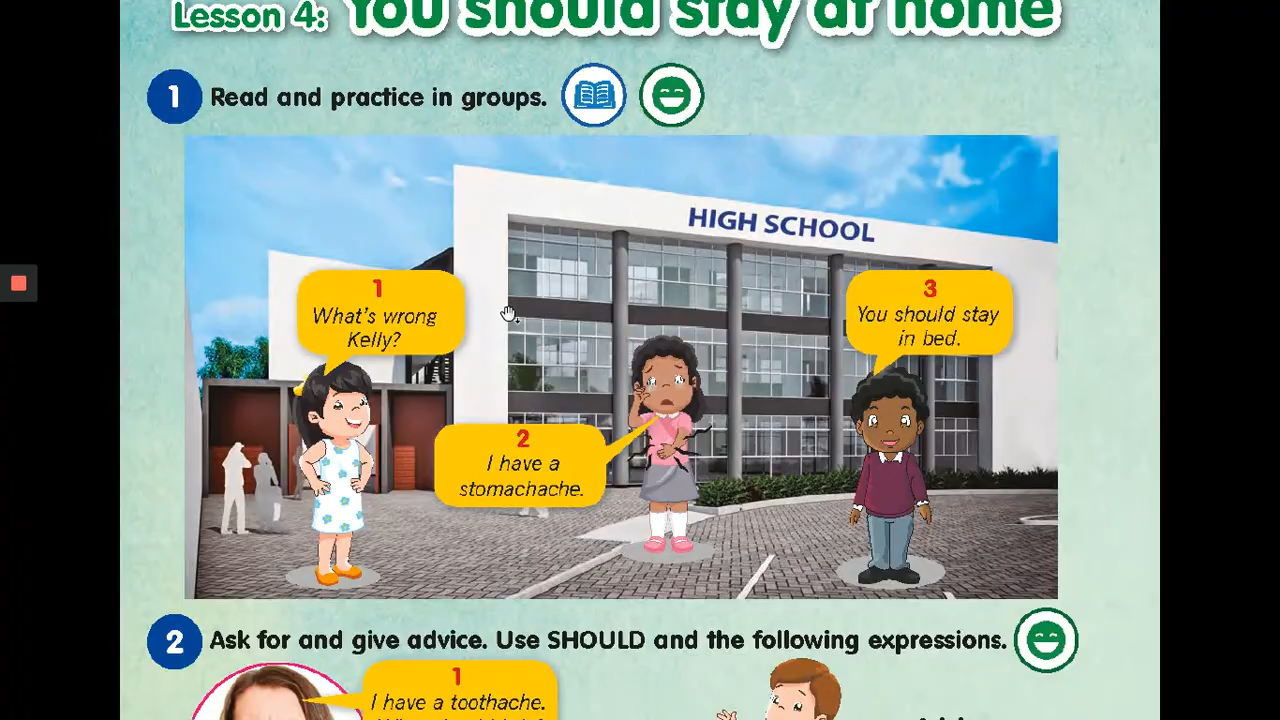 Lesson 4: You should stay at home
1 Read and practice in groups.
HIGH SCHOOL
1
What's wrong
Kelly?
2
I have a
stomachache.
3
You should stay
in bed.
2 Ask for and give advice. Use SHOULD and the following expressions.
1
I have a toothache.